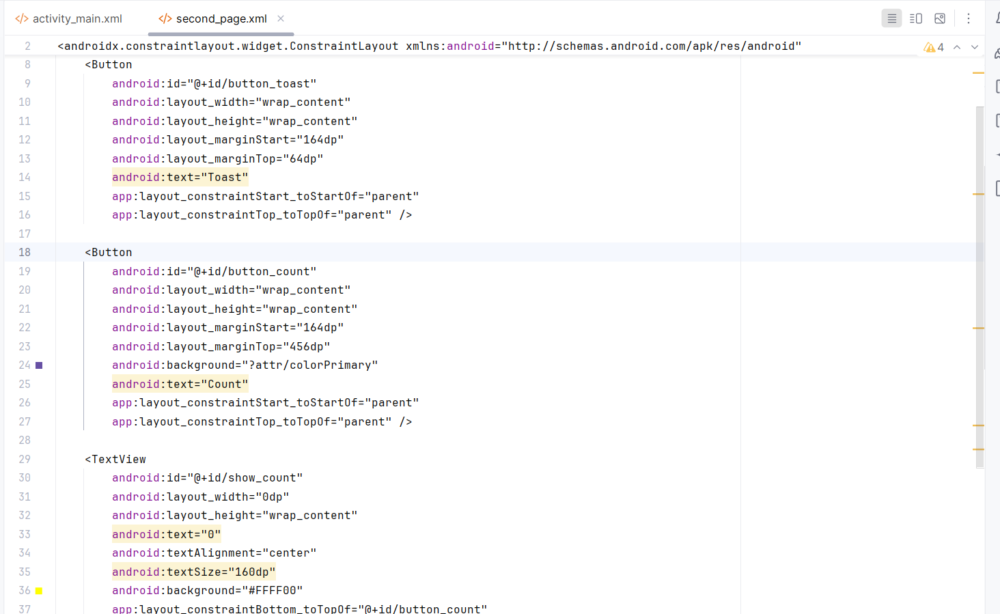 activity_main.xml second_page.xml
2 <androidx.constraintlayout.widget.ConstraintLayout xmlns:android="http://schemas.android.com/apk/res/android" 4
8 <Button
9 android:id="@+id/button_toast"
10 android:layout_width="wrap_content"
11 android:layout_height="wrap_content"
12 android:layout_marginStart="164dp"
13 android:layout_marginTop="64dp"
14 android:text="Toast"
15 app:layout_constraintStart_toStartOf="parent"
16 app:layout_constraintTop_toTopOf="parent" />
17
18 <Button
19 android:id="@+id/button_count"
20 android:layout_width="wrap_content"
21 android:layout_height="wrap_content"
22 android:layout_marginStart="164dp"
23 android:layout_marginTop="456dp"
24 android:background="?attr/colorPrimary"
25 android:text="Count"
26 app:layout_constraintStart_toStartOf="parent"
27 app:layout_constraintTop_toTopOf="parent" />
28
29 <TextView
30 android:id="@+id/show_count"
31 android:layout_width="0dp"
32 android:layout_height="wrap_content"
33 android:text="0"
34 android:textAlignment="center"
35 android:textSize="160dp"
36 android:background="#FFFF00"
37 app:layout_constraintBottom_toTopOf="@+id/button_count"